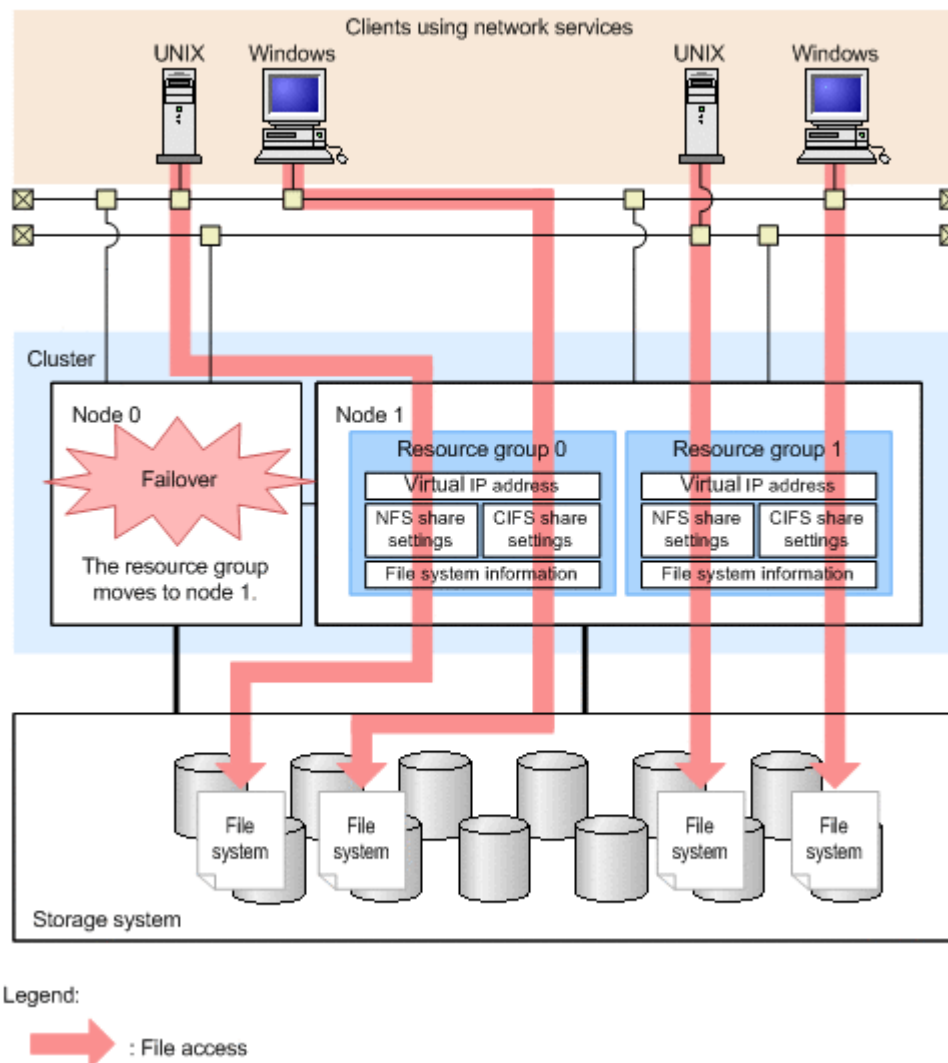 Clients using network services
UNIX
Windows
UNIX
Windows
Cluster
Node 0
Failover
The resource group
moves to node 1.
Node 1
Resource group 0
Virtual IP address
NFS share
settings
CIFS share
settings
File system information
Resource group 1
Virtual IP address
NFS share
settings
CIFS share
settings
File system information
File
system
File
system
File
system
File
system
Storage system
Legend:
: File access